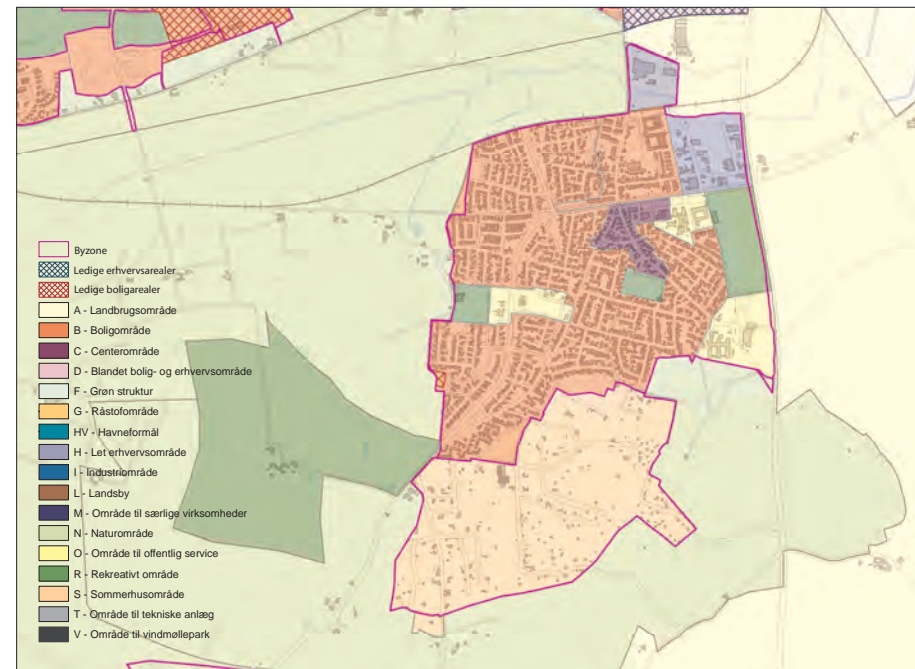 Byzone
Ledige erhvervsarealer
Ledige boligarealer
A - Landbrugsområde
B - Boligområde
C - Centerområde
D - Blandet bolig- og erhvervsområde
F - Grøn struktur
G - Råstofområde
HV - Havneformål
H - Let erhvervsområde
I - Industriområde
L - Landsby
M - Område til særlige virksomheder
N - Naturområde
O - Område til offentlig service
R - Rekreativt område
S - Sommerhusområde
T - Område til tekniske anlæg
V - Område til vindmøllepark